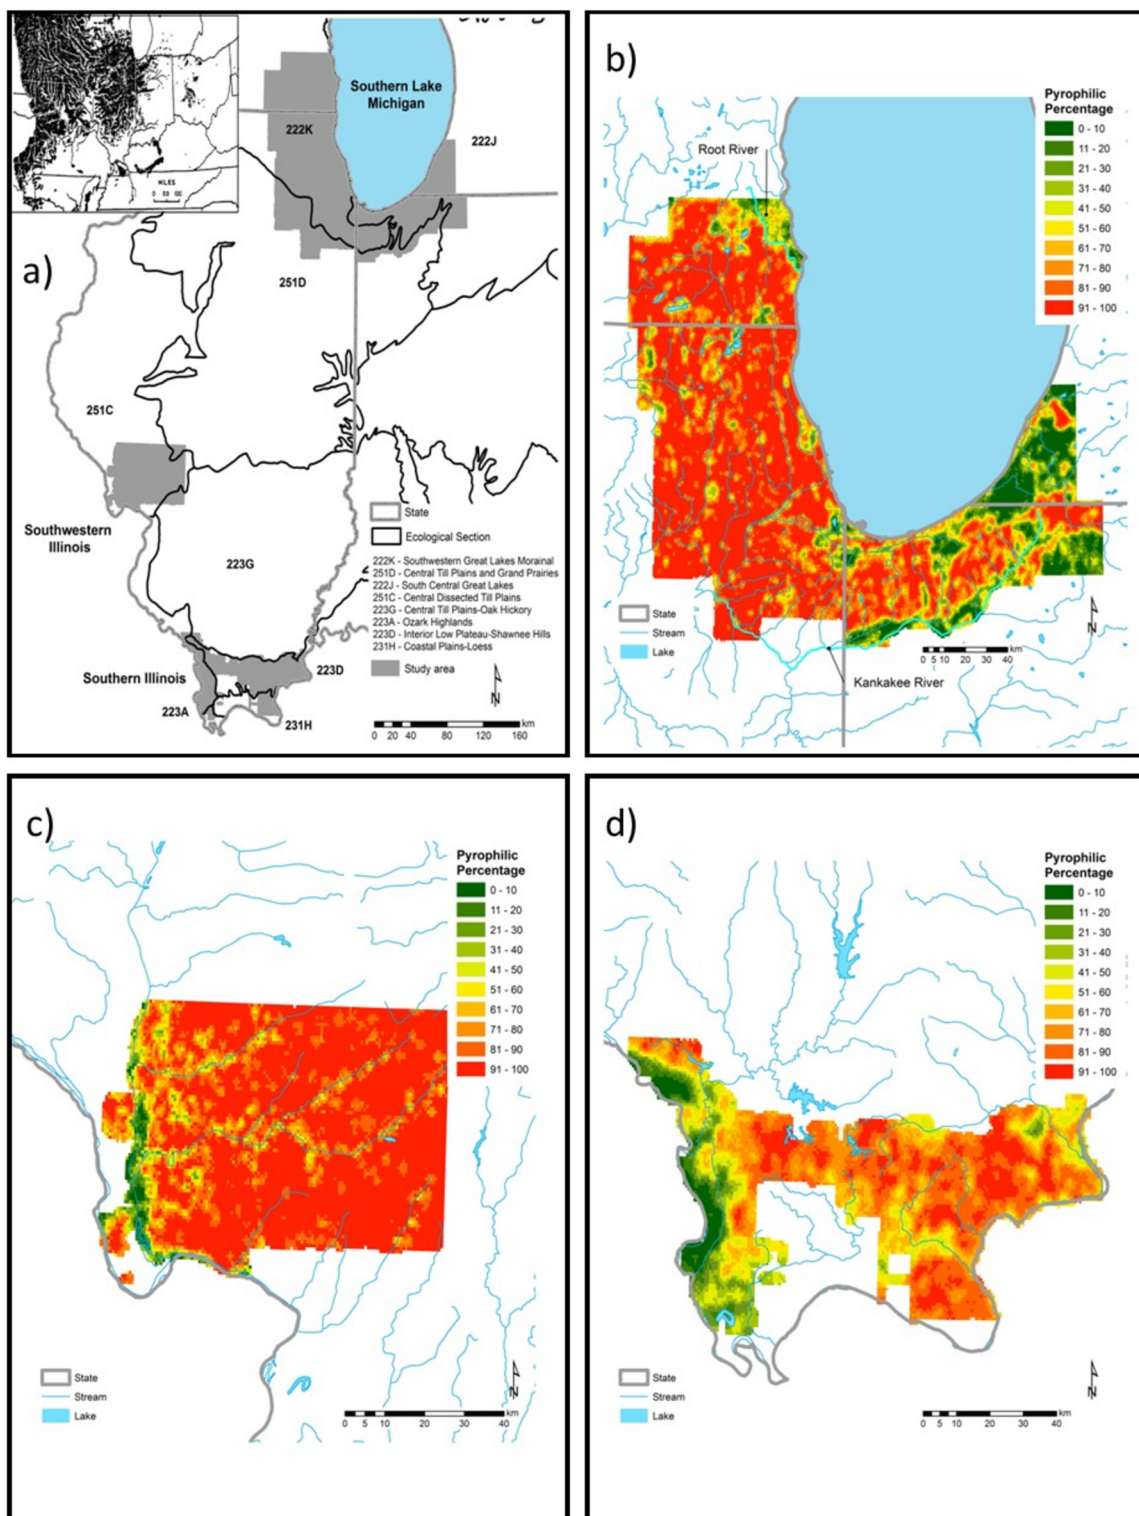 MILES
0 50 100
Southern Lake
Michigan
222K
222J
a)
251D
251C
Southwestern
Illinois
223G
State
Ecological Section
222K - Southwestern Great Lakes Morainal
251D - Central Till Plains and Grand Prairies
222J - South Central Great Lakes
251C - Central Dissected Till Plains
223G - Central Till Plains-Oak Hickory
223A - Ozark Highlands
223D - Interior Low Plateau-Shawnee Hills
231H - Coastal Plains-Loess
Study area
Southern Illinois
223D
223A
231H
N
km
0 20 40 80 120 160
b)
Pyrophilic
Percentage
0 - 10
11 - 20
21 - 30
31 - 40
41 - 50
51 - 60
61 - 70
71 - 80
81 - 90
91 - 100
Root River
State
Stream
Lake
N
km
0 5 10 20 30 40
Kankakee River
c)
Pyrophilic
Percentage
0 - 10
11 - 20
21 - 30
31 - 40
41 - 50
51 - 60
61 - 70
71 - 80
81 - 90
91 - 100
State
Stream
Lake
N
km
0 5 10 20 30 40
d)
Pyrophilic
Percentage
0 - 10
11 - 20
21 - 30
31 - 40
41 - 50
51 - 60
61 - 70
71 - 80
81 - 90
91 - 100
State
Stream
Lake
N
km
0 5 10 20 30 40